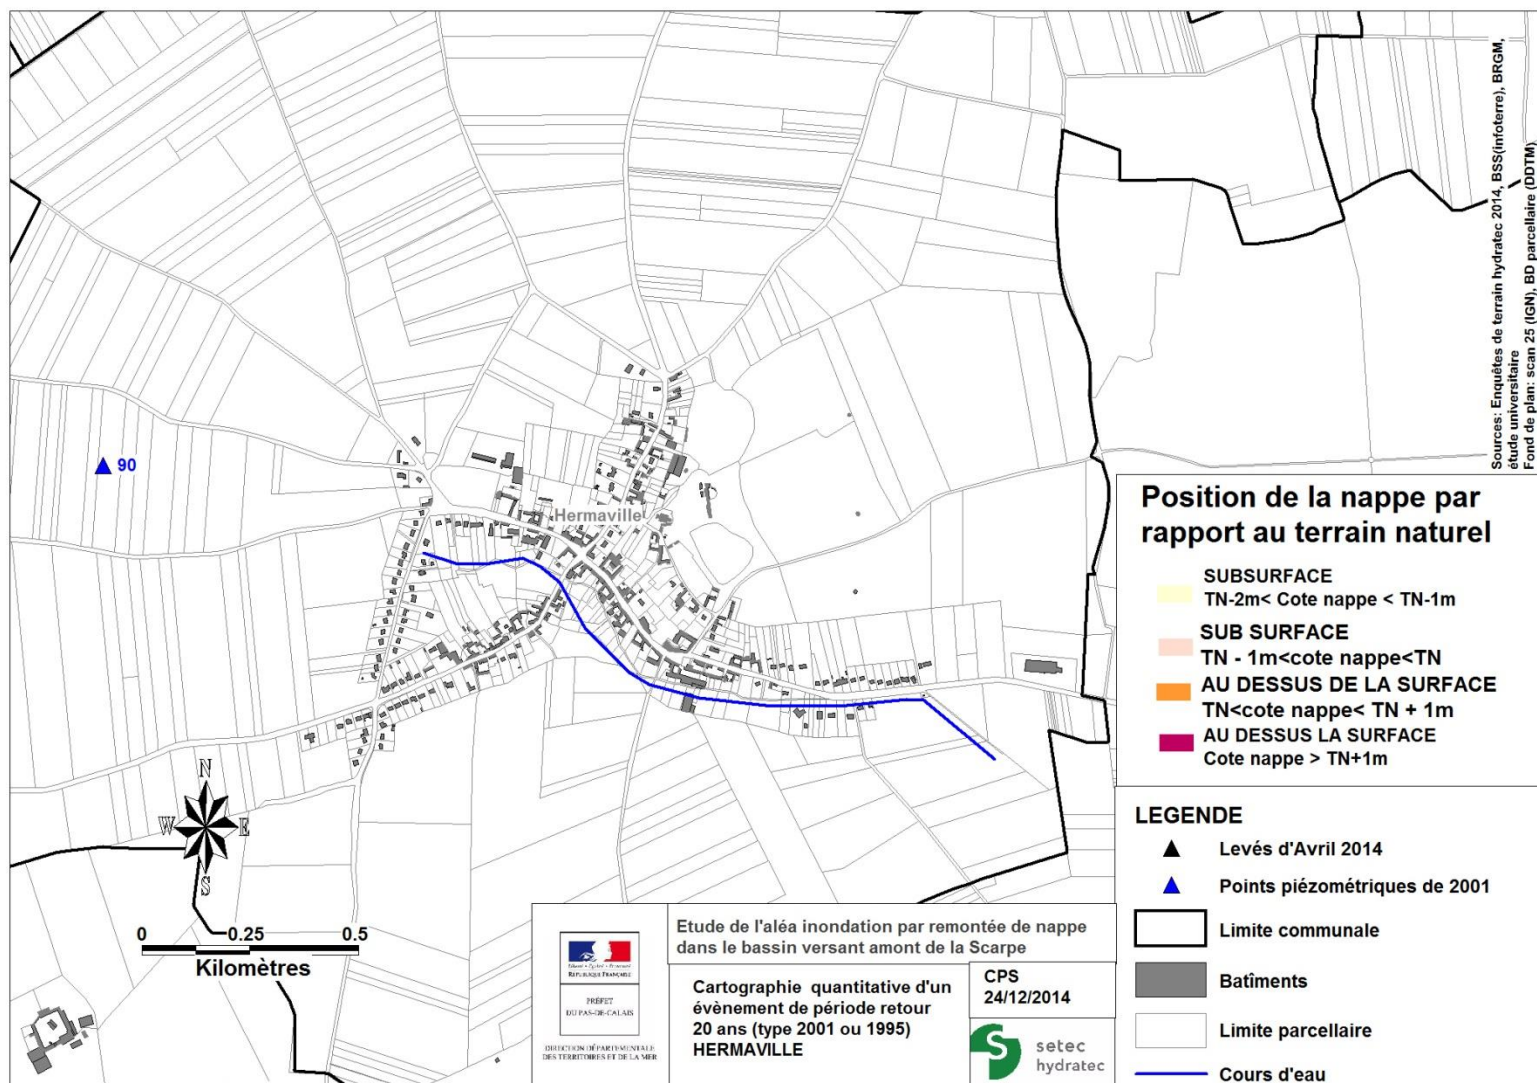 Sources: Enquêtes de terrain hydratec 2014, BSS(infoterre), BRGM,
étude universitaire
Fond de plan: scan 25 (IGN), BD parcellaire (DDTM)
90
Hermaville
Position de la nappe par
rapport au terrain naturel
SUBSURFACE
TN-2m< Cote nappe < TN-1m
SUB SURFACE
TN - 1m<cote nappe<TN
AU DESSUS DE LA SURFACE
TN<cote nappe< TN + 1m
AU DESSUS LA SURFACE
Cote nappe > TN+1m
N
W E
S
0 0.25 0.5
Kilomètres
LEGENDE
Levés d'Avril 2014
Points piézométriques de 2001
Limite communale
Batîments
Limite parcellaire
Cours d'eau
Liberté • Égalité • Fraternité
RÉPUBLIQUE FRANÇAISE
PRÉFET
DU PAS-DE-CALAIS
DIRECTION DÉPARTEMENTALE
DES TERRITOIRES ET DE LA MER
Etude de l'aléa inondation par remontée de nappe
dans le bassin versant amont de la Scarpe
Cartographie quantitative d'un
évènement de période retour
20 ans (type 2001 ou 1995)
HERMAVILLE
CPS
24/12/2014
S
setec
hydratec